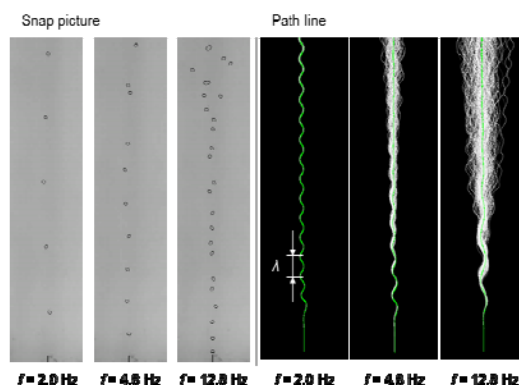 Snap picture
Path line
λ
f = 2.0 Hz
f = 4.8 Hz
f = 12.8 Hz
f = 2.0 Hz
f = 4.8 Hz
f = 12.8 Hz